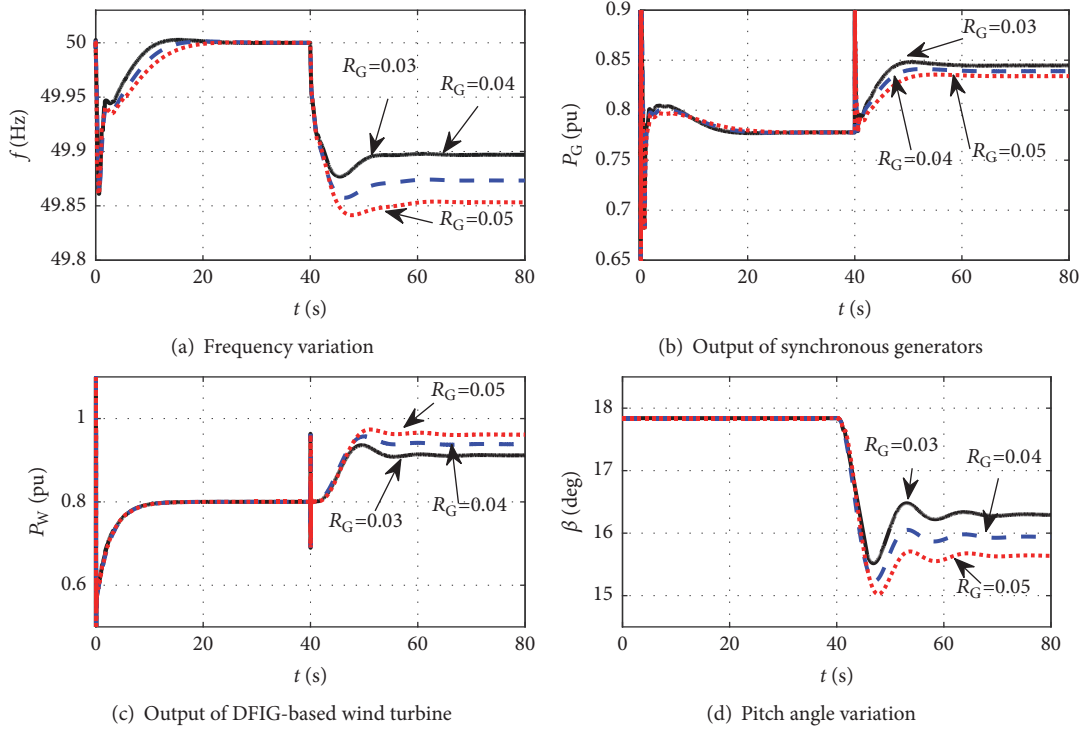 50
49.95
49.9
49.85
49.8
f (Hz)
R_G=0.03
R_G=0.04
R_G=0.05
0
20
40
60
80
t (s)
(a) Frequency variation
0.9
0.85
0.8
0.75
0.7
0.65
P_G (pu)
R_G=0.03
R_G=0.04
R_G=0.05
0
20
40
60
80
t (s)
(b) Output of synchronous generators
1
0.8
0.6
P_W (pu)
R_G=0.05
R_G=0.03
R_G=0.04
0
20
40
60
80
t (s)
(c) Output of DFIG-based wind turbine
18
17
16
15
β (deg)
R_G=0.03
R_G=0.04
R_G=0.05
0
20
40
60
80
t (s)
(d) Pitch angle variation